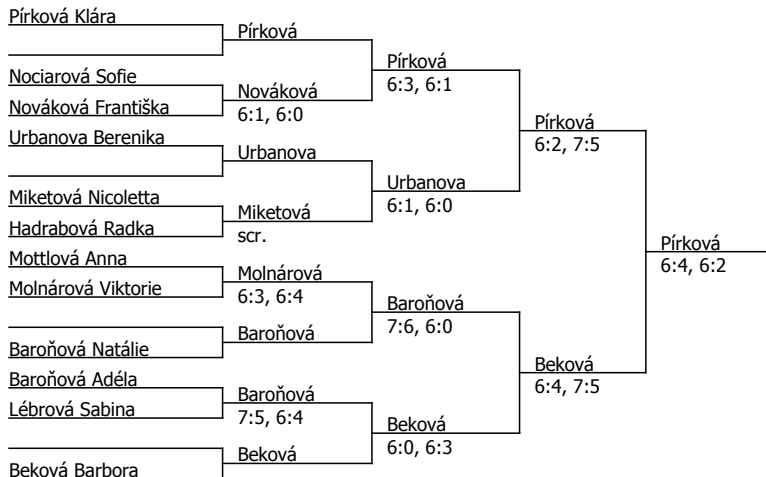 Pírková Klára
Nociarová Sofie
Nováková Františka
Urbanova Berenika
Miketová Nicoletta
Hadrabová Radka
Mottlová Anna
Molnárová Viktorie
Baroňová Natálie
Baroňová Adéla
Lébrová Sabina
Beková Barbora
Pírková
Nováková
6:1, 6:0
Urbanova
Miketová
scr.
Molnárová
6:3, 6:4
Baroňová
Baroňová
7:5, 6:4
Beková
Pírková
6:3, 6:1
Urbanova
6:1, 6:0
Baroňová
7:6, 6:0
Beková
6:0, 6:3
Pírková
6:2, 7:5
Beková
6:4, 7:5
Pírková
6:4, 6:2